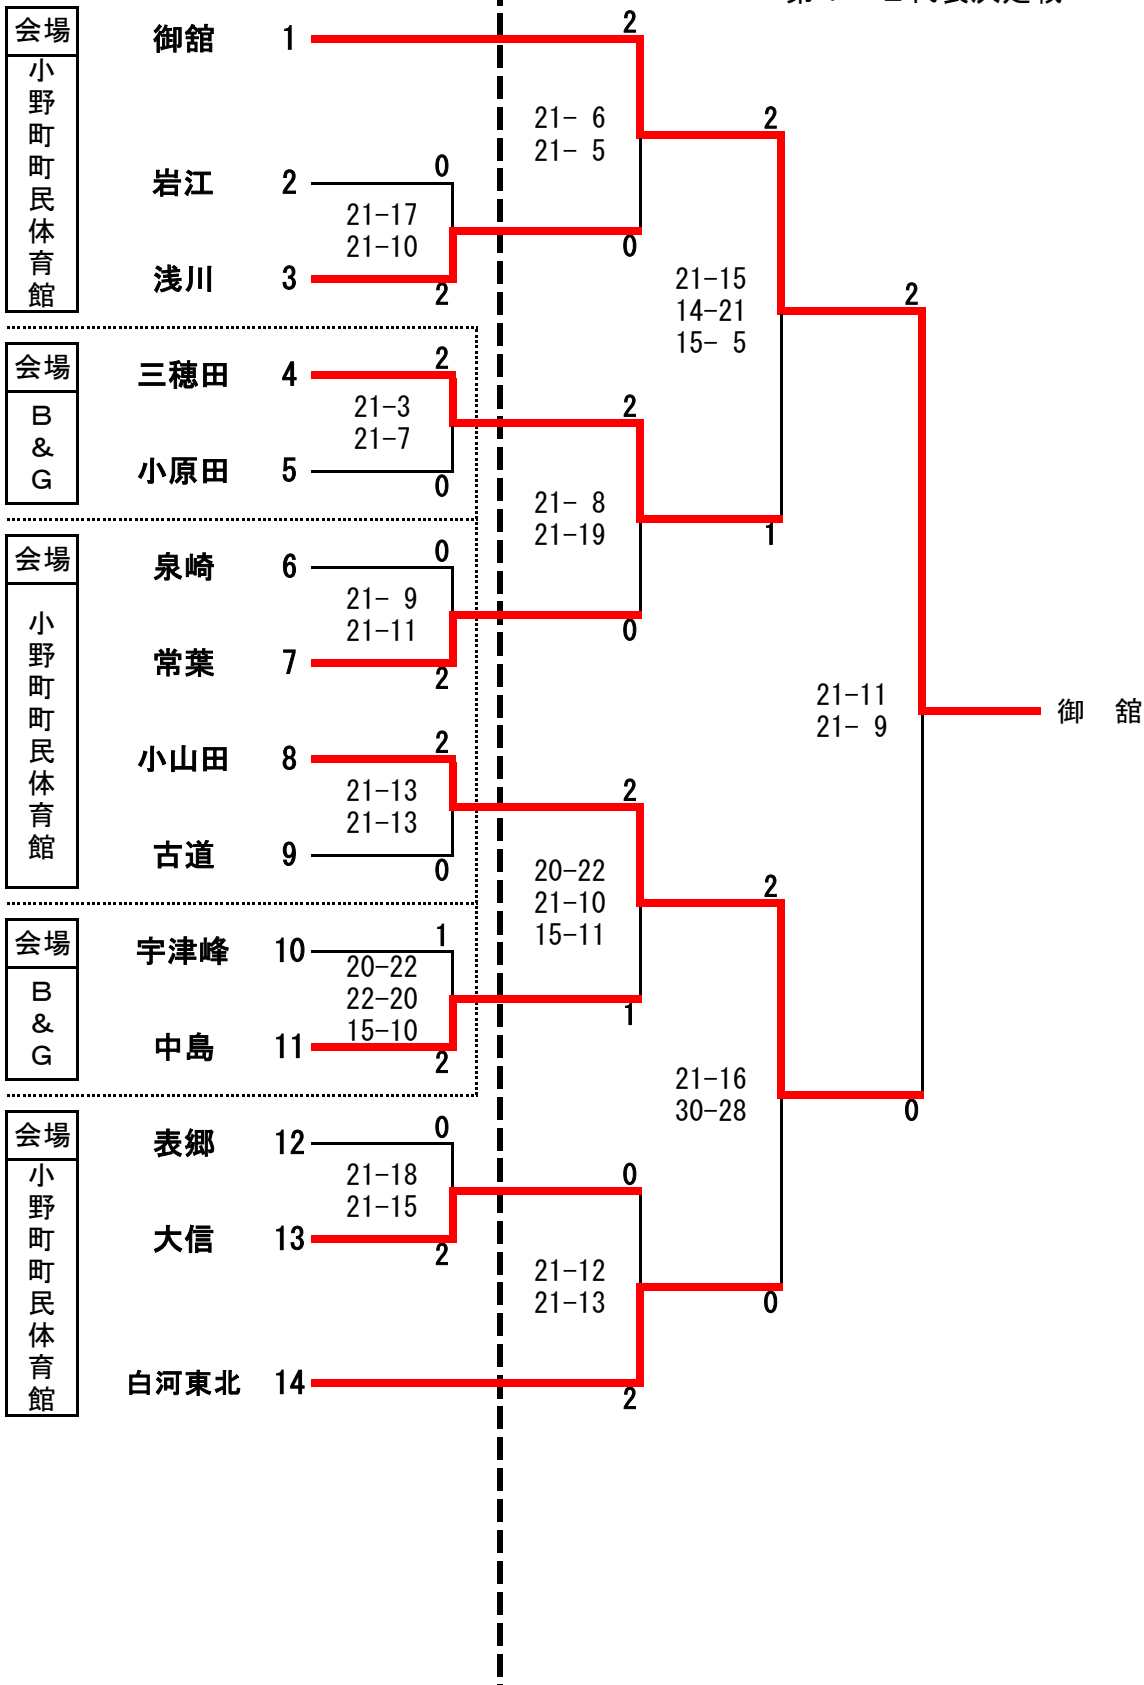 会場
小野町町民体育館
御舘 1
岩江 2
浅川 3
会場
B&G
三穂田 4
小原田 5
会場
小野町町民体育館
泉崎 6
常葉 7
小山田 8
古道 9
会場
B&G
宇津峰 10
中島 11
会場
小野町町民体育館
表郷 12
大信 13
白河東北 14
0
21-17
21-10
2
2
21-3
21-7
0
0
21- 9
21-11
2
2
21-13
21-13
0
1
20-22
22-20
15-10
2
0
21-18
21-15
2
2
21- 6
21- 5
0
2
21- 8
21-19
0
2
20-22
21-10
15-11
1
0
21-12
21-13
2
2
21-15
14-21
15- 5
1
2
21-16
30-28
0
2
21-11
21- 9
0
御 舘